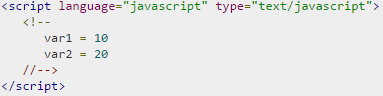 <script language="javascript" type="text/javascript">
<!--
var1 = 10
var2 = 20
//-->
</script>